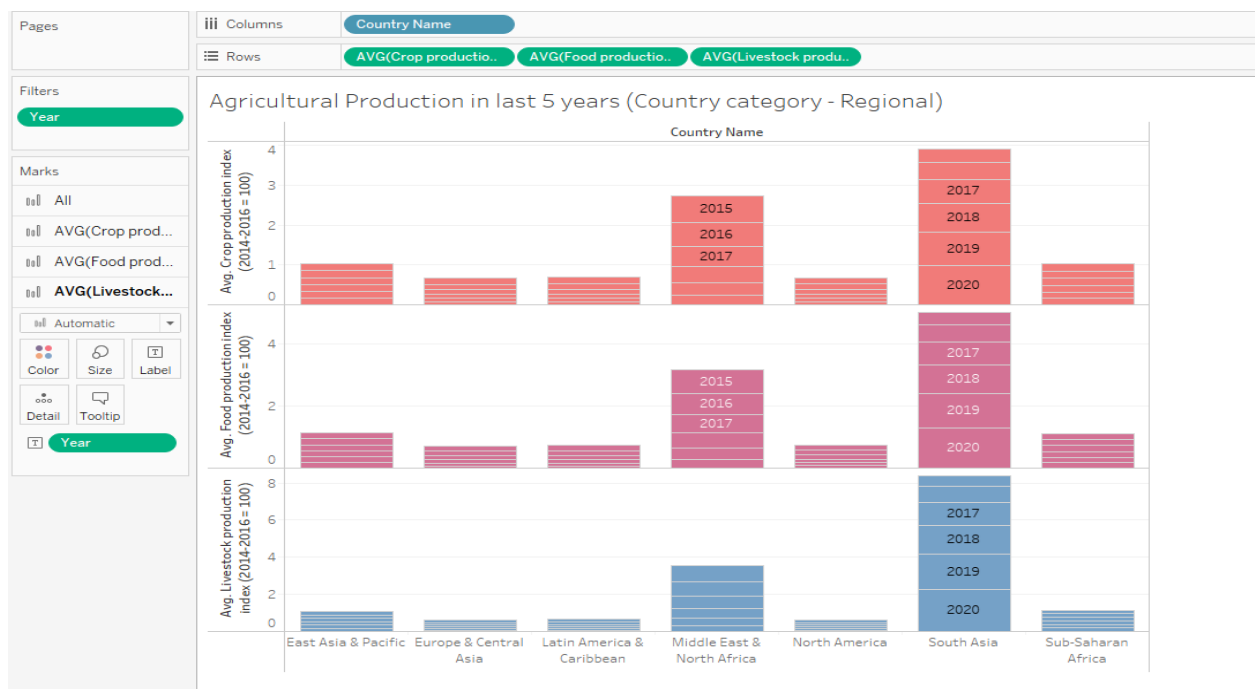 Pages
Columns
Country Name
Rows
AVG(Crop productio..
AVG(Food productio..
AVG(Livestock produ..
Filters
Year
Marks
All
AVG(Crop prod...
AVG(Food prod...
AVG(Livestock...
Automatic
Color
Size
Label
Detail
Tooltip
Year
Agricultural Production in last 5 years (Country category - Regional)
Country Name
Avg. Crop production index
(2014-2016 = 100)
4
3
2
1
0
2015
2016
2017
2017
2018
2019
2020
Avg. Food production index
(2014-2016 = 100)
4
2
0
2015
2016
2017
2017
2018
2019
2020
Avg. Livestock production
index (2014-2016 = 100)
8
6
4
2
0
2017
2018
2019
2020
East Asia & Pacific
Europe & Central
Asia
Latin America &
Caribbean
Middle East &
North Africa
North America
South Asia
Sub-Saharan
Africa